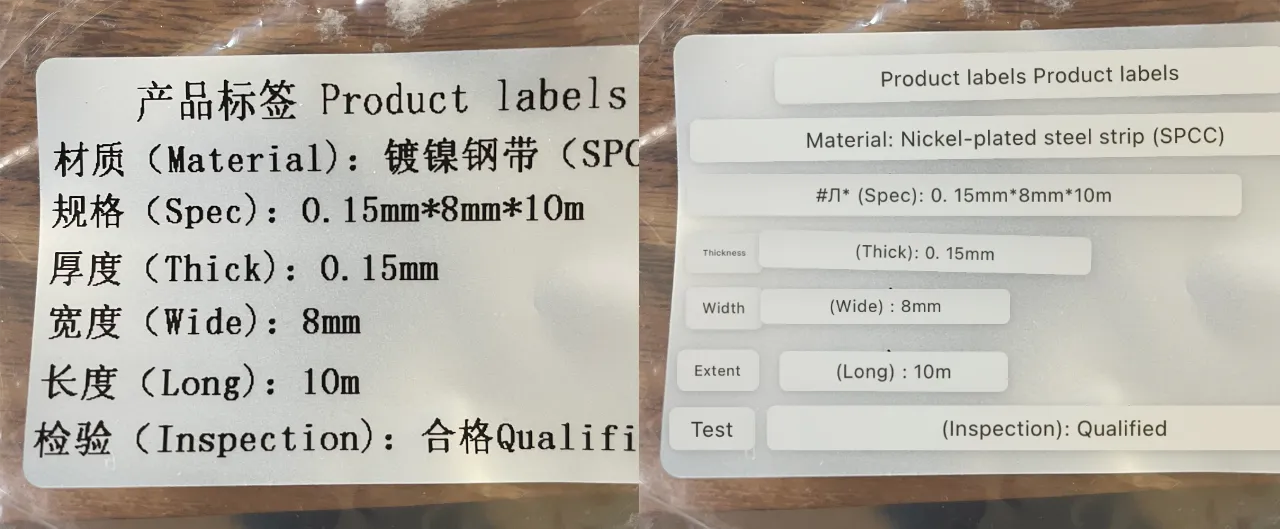 产品标签 Product labels
材质（Material）：镀镍钢带（SPC
规格（Spec）：0.15mm*8mm*10m
厚度（Thick）：0.15mm
宽度（Wide）：8mm
长度（Long）：10m
检验（Inspection）：合格Qualifi
Product labels Product labels
Material: Nickel-plated steel strip (SPCC)
#Л* (Spec): 0. 15mm*8mm*10m
Thickness (Thick): 0. 15mm
Width (Wide) : 8mm
Extent (Long) : 10m
Test (Inspection): Qualified